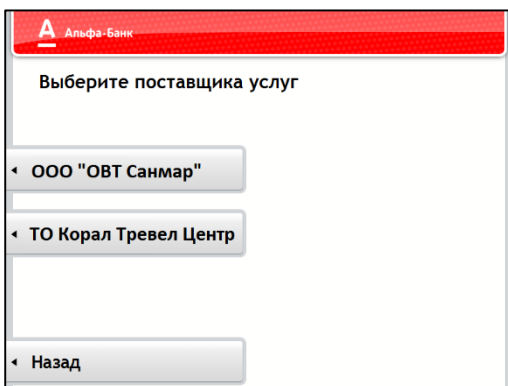 Альфа-Банк
Выберите поставщика услуг
ООО "ОВТ Санмар"
ТО Корал Тревел Центр
Назад